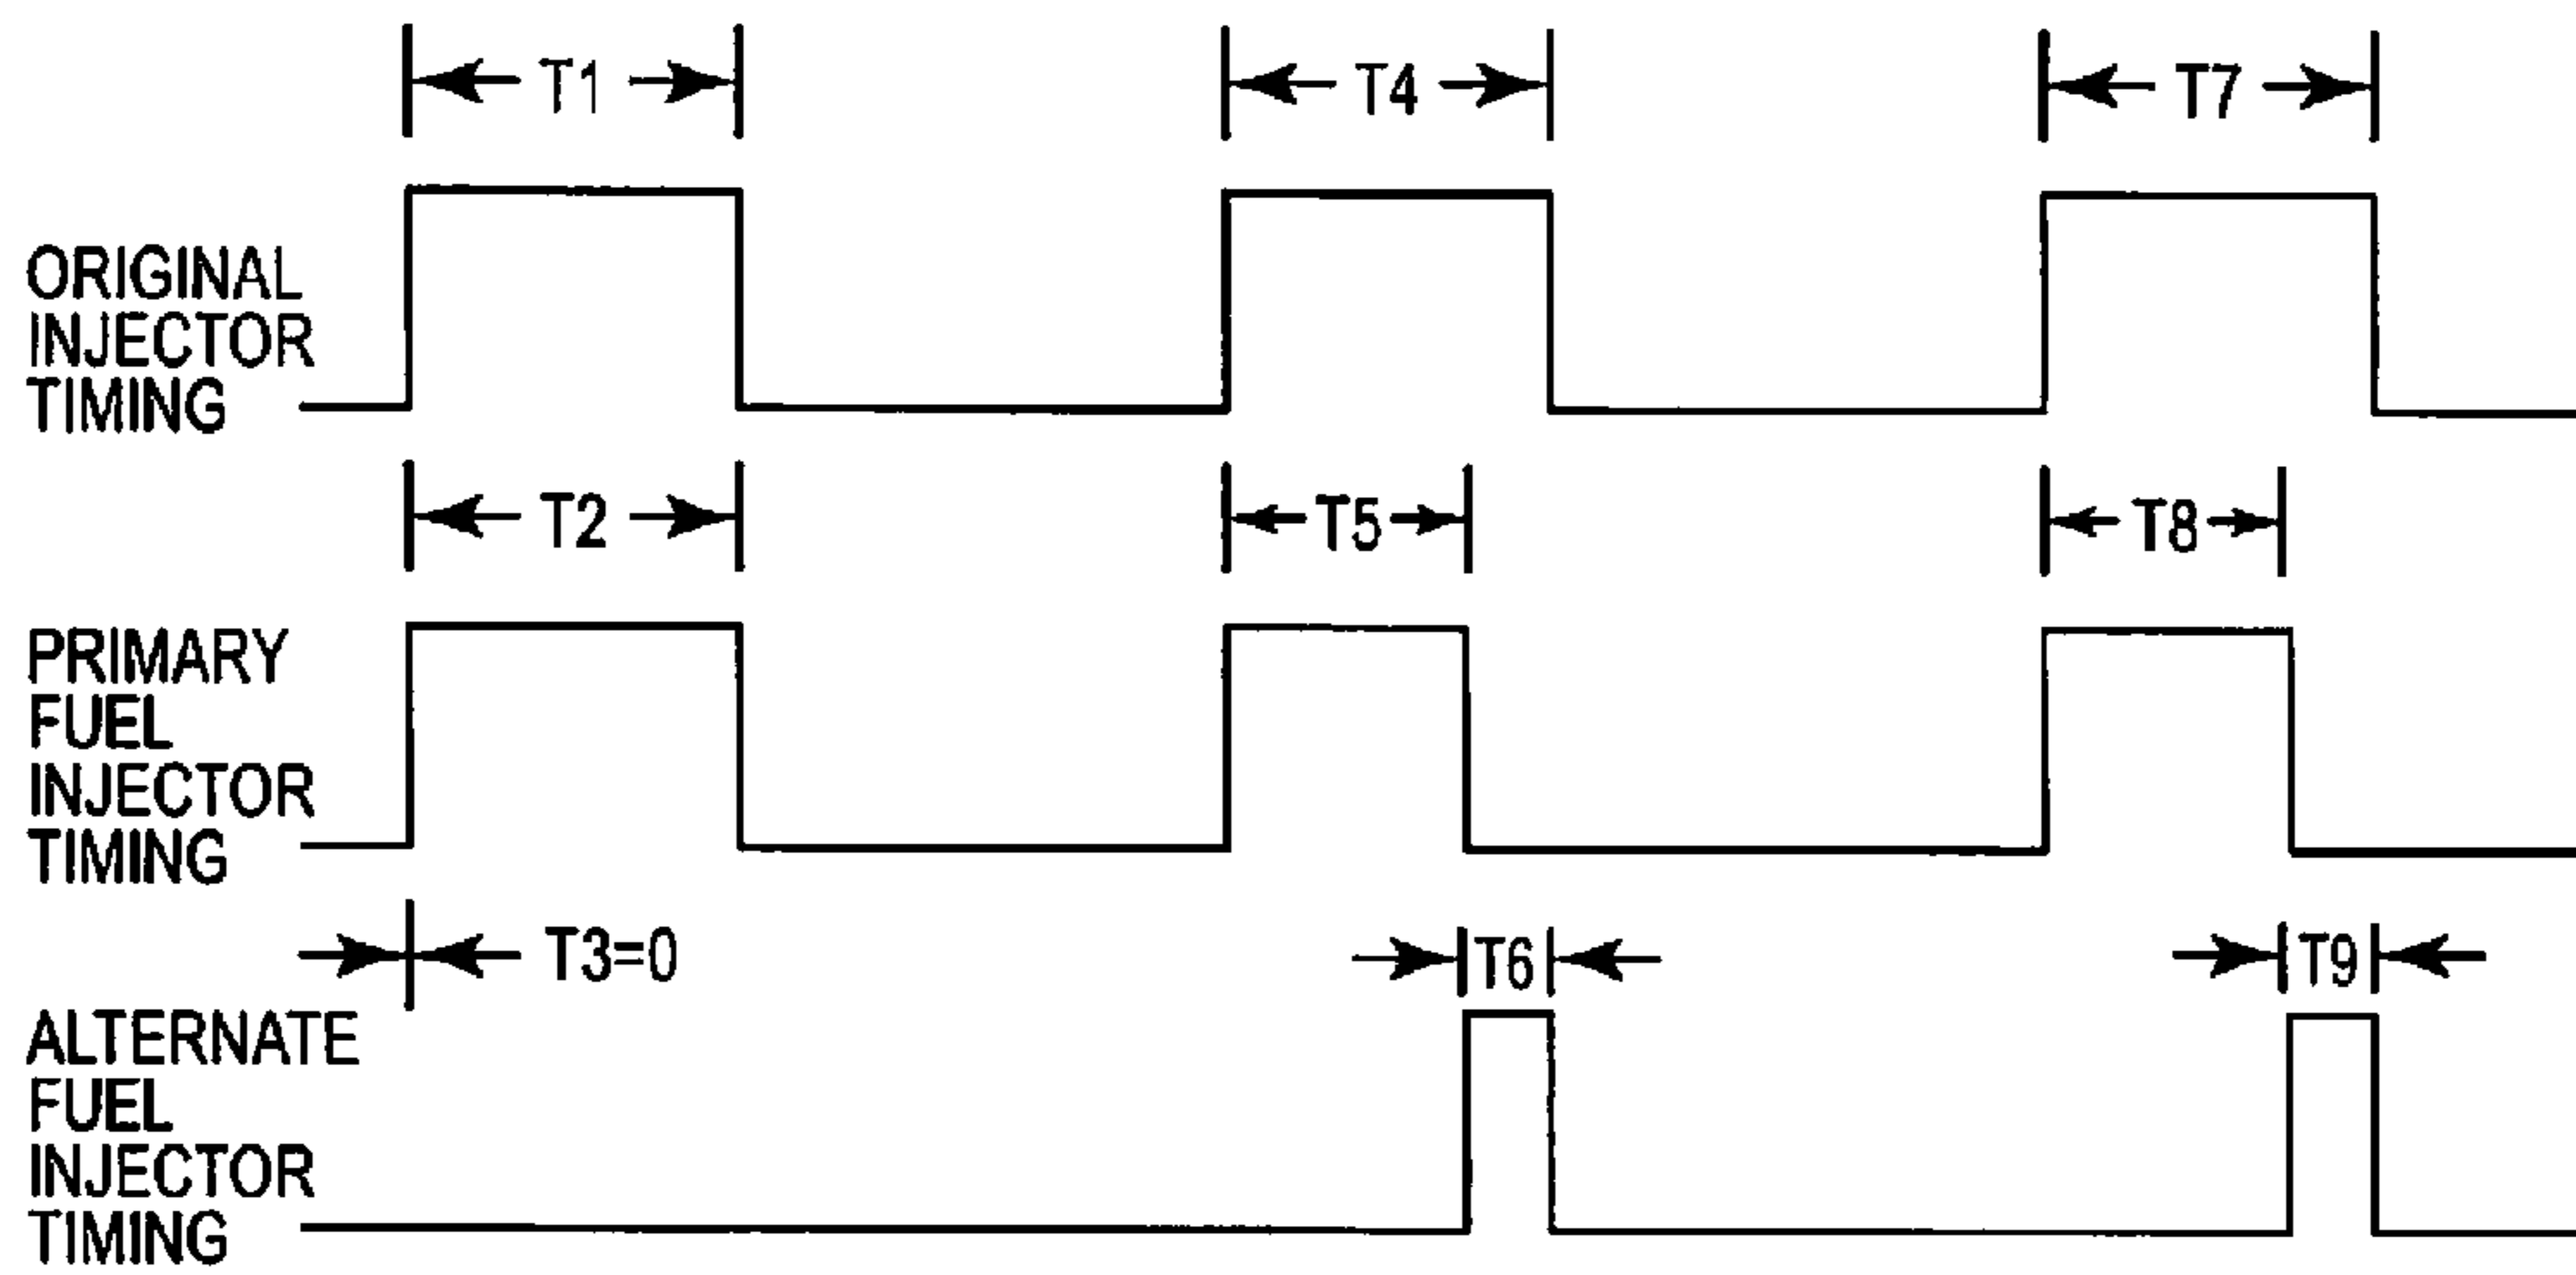 T1
T4
T7
ORIGINAL
INJECTOR
TIMING
T2
T5
T8
PRIMARY
FUEL
INJECTOR
TIMING
T3=0
T6
T9
ALTERNATE
FUEL
INJECTOR
TIMING